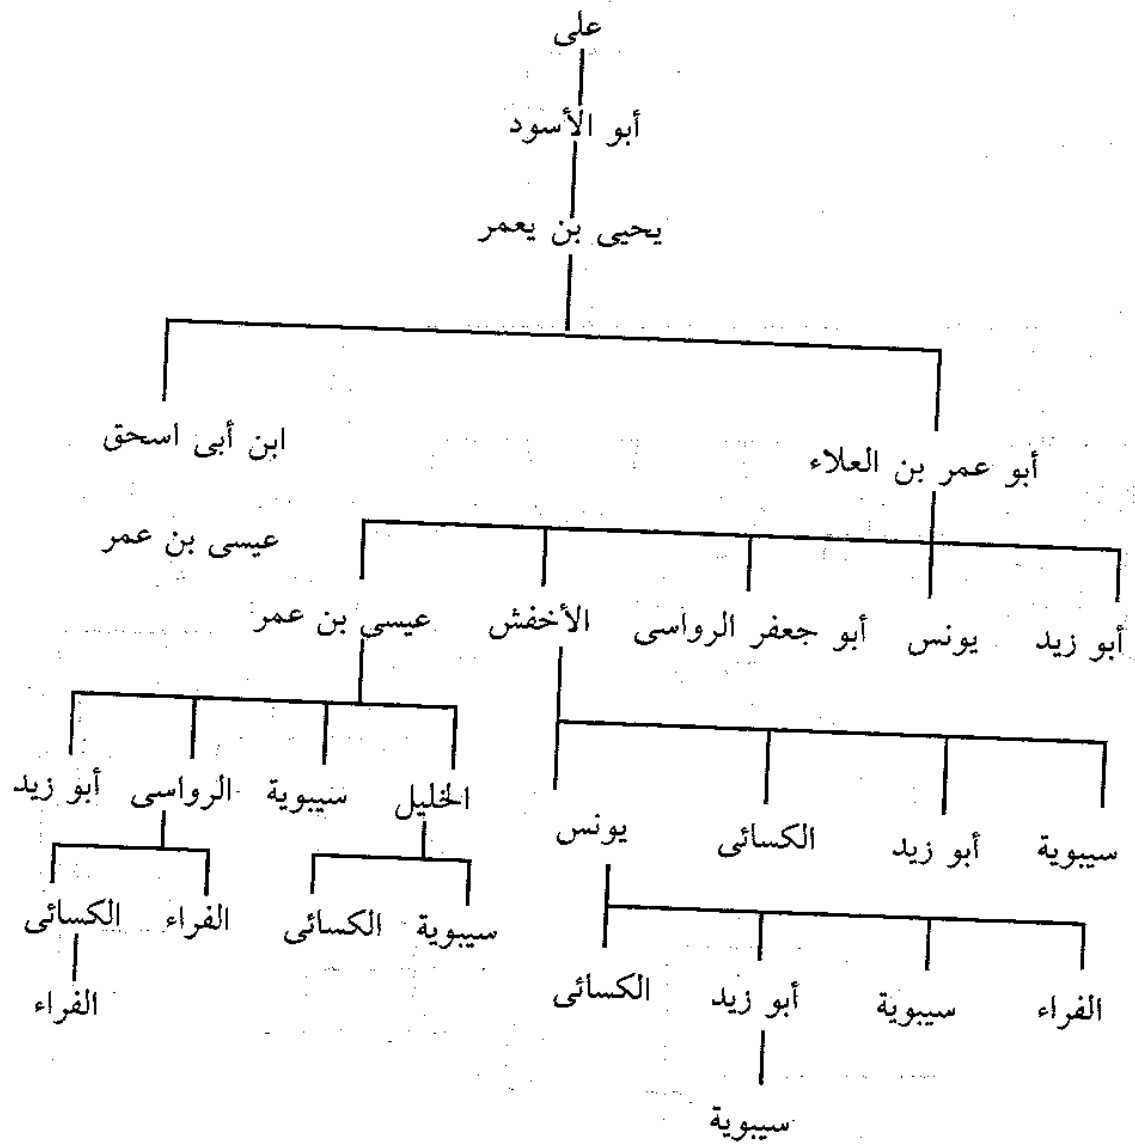 على
أبو الأسود
يحيى بن يعمر
أبو عمر بن العلاء
ابن أبى اسحق
عيسى بن عمر
أبو زيد
يونس
أبو جعفر الرواسى
الأخفش
عيسى بن عمر
سيبوية
أبو زيد
الكسائى
يونس
الخليل
سيبوية
الرواسى
أبو زيد
سيبوية
الكسائى
الفراء
الكسائى
الفراء
سيبوية
أبو زيد
الكسائى
الفراء
سيبوية